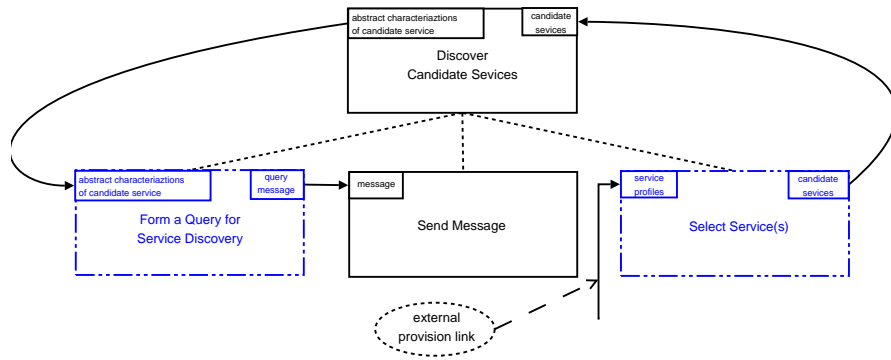 abstract characteriaztions
of candidate service
candidate
sevices
Discover
Candidate Sevices
abstract characteriaztions
of candidate service
query
message
Form a Query for
Service Discovery
message
Send Message
service
profiles
candidate
sevices
Select Service(s)
external
provision link